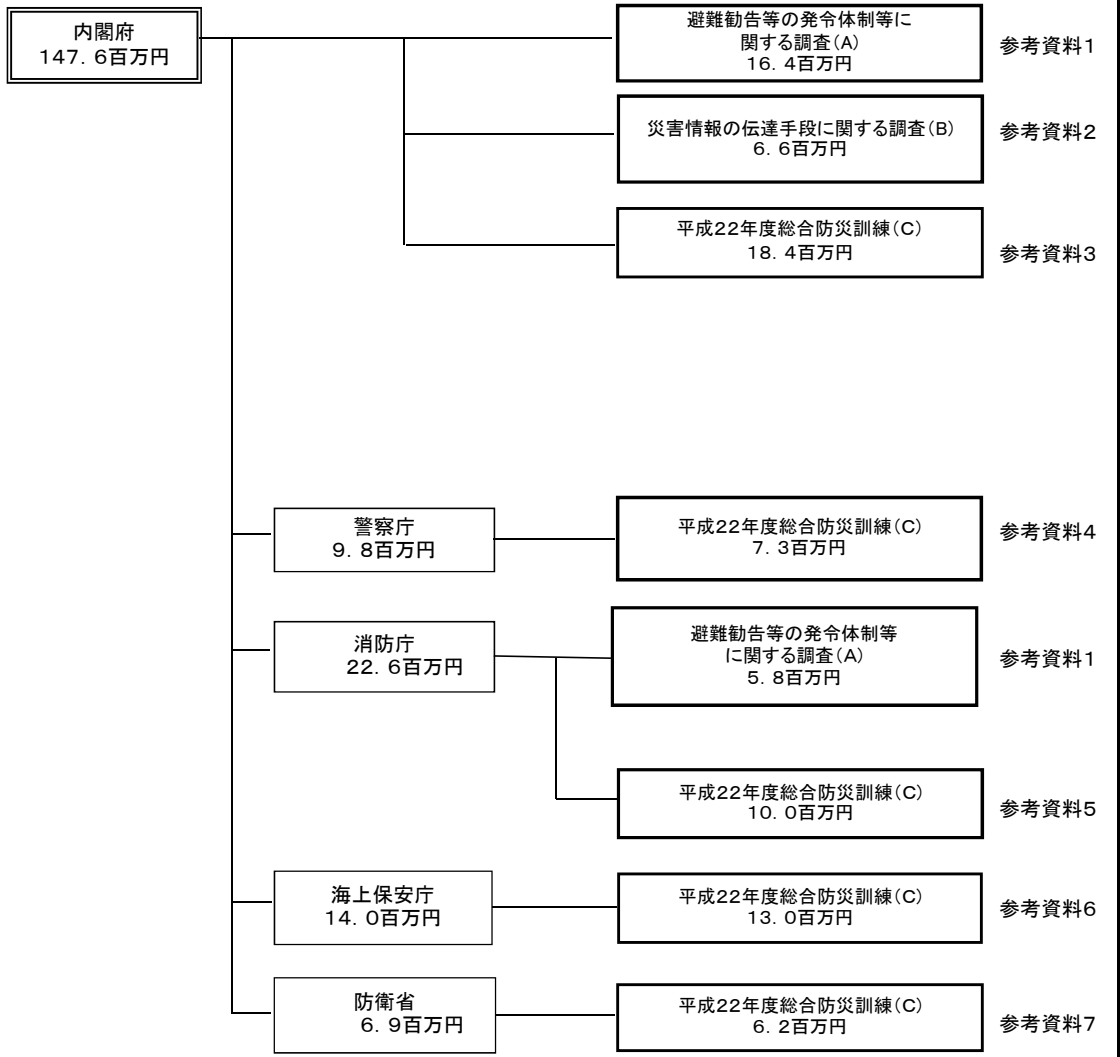 内閣府
147. 6百万円
避難勧告等の発令体制等に
関する調査(A)
16. 4百万円
参考資料1
災害情報の伝達手段に関する調査(B)
6. 6百万円
参考資料2
平成22年度総合防災訓練(C)
18. 4百万円
参考資料3
警察庁
9. 8百万円
平成22年度総合防災訓練(C)
7. 3百万円
参考資料4
消防庁
22. 6百万円
避難勧告等の発令体制等
に関する調査(A)
5. 8百万円
参考資料1
平成22年度総合防災訓練(C)
10. 0百万円
参考資料5
海上保安庁
14. 0百万円
平成22年度総合防災訓練(C)
13. 0百万円
参考資料6
防衛省
6. 9百万円
平成22年度総合防災訓練(C)
6. 2百万円
参考資料7